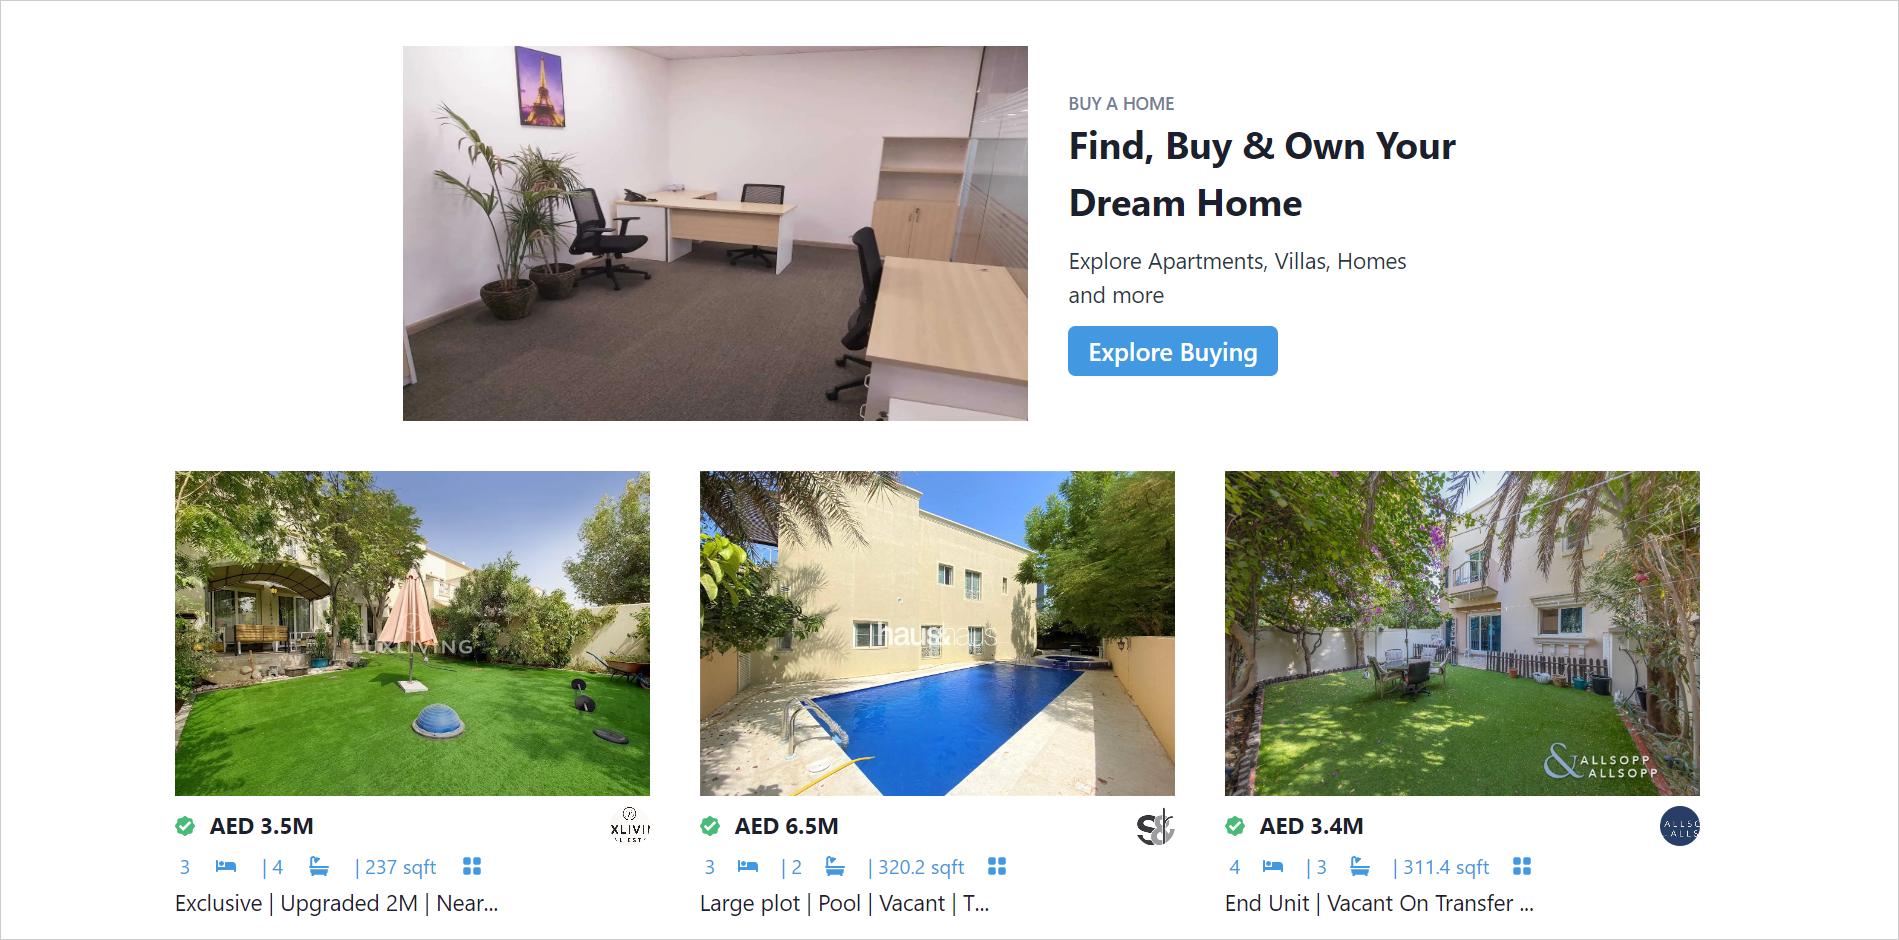 BUY A HOME
Find, Buy & Own Your
Dream Home
Explore Apartments, Villas, Homes
and more
Explore Buying
LUXLIVING
haus&haus
& ALLSOPP
ALLSOPP
AED 3.5M
XLIVI
3 | 4 | 237 sqft
Exclusive | Upgraded 2M | Near...
AED 6.5M
S&
3 | 2 | 320.2 sqft
Large plot | Pool | Vacant | T...
AED 3.4M
ALLSO
ALLS
4 | 3 | 311.4 sqft
End Unit | Vacant On Transfer ...